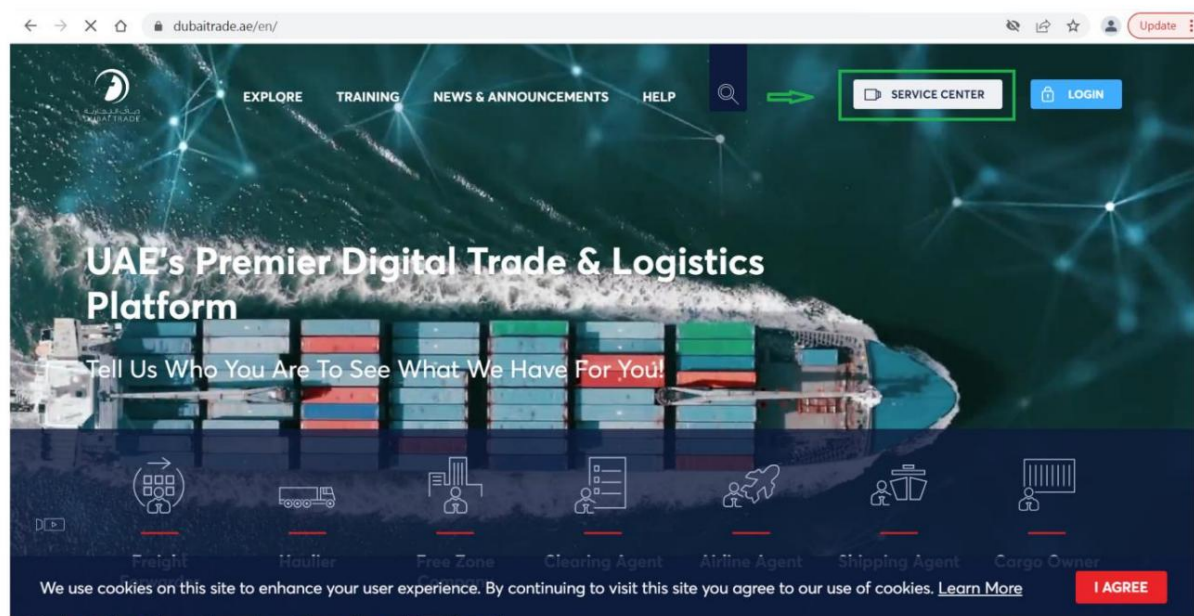 dubaitrade.ae/en/
Update
DUBAI TRADE
EXPLORE TRAINING NEWS & ANNOUNCEMENTS HELP
SERVICE CENTER
LOGIN
UAE's Premier Digital Trade & Logistics
Platform
Tell Us Who You Are To See What We Have For You!
Freight Haulier Free Zone Clearing Agent Airline Agent Shipping Agent Cargo Owner
We use cookies on this site to enhance your user experience. By continuing to visit this site you agree to our use of cookies. Learn More
I AGREE